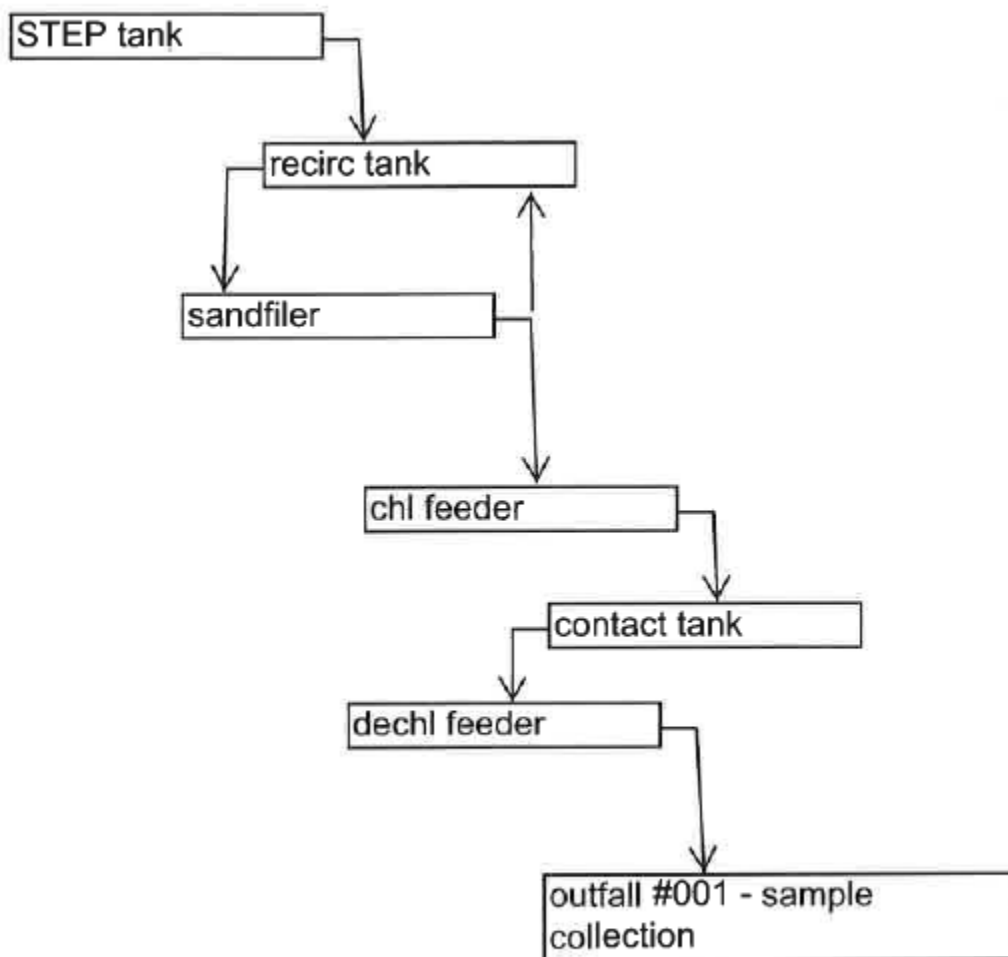 STEP tank
recirc tank
sandfiler
chl feeder
contact tank
dechl feeder
outfall #001 - sample
collection